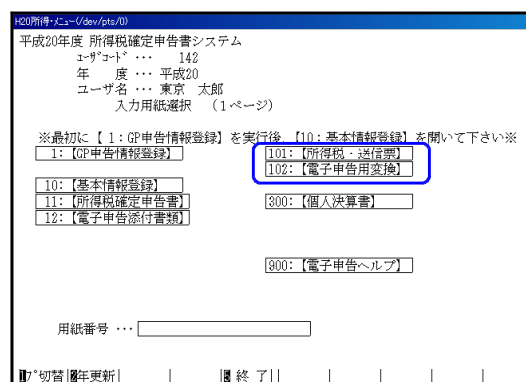 H20所得・メニュー(/dev/pts/0)
平成20年度 所得税確定申告書システム
ユーザコード ・・・ 142
年 度 ・・・ 平成20
ユーザ名 ・・・ 東京 太郎
入力用紙選択 (1ページ)
※最初に【 1:GP申告情報登録】を実行後、【10:基本情報登録】を開いて下さい※
1:【GP申告情報登録】 101:【所得税・送信票】
102:【電子申告用変換】
10:【基本情報登録】
11:【所得税確定申告書】 300:【個人決算書】
12:【電子申告添付書類】
900:【電子申告ヘルプ】
用紙番号 ・・・
1プ切替 2年更新 5 終 了